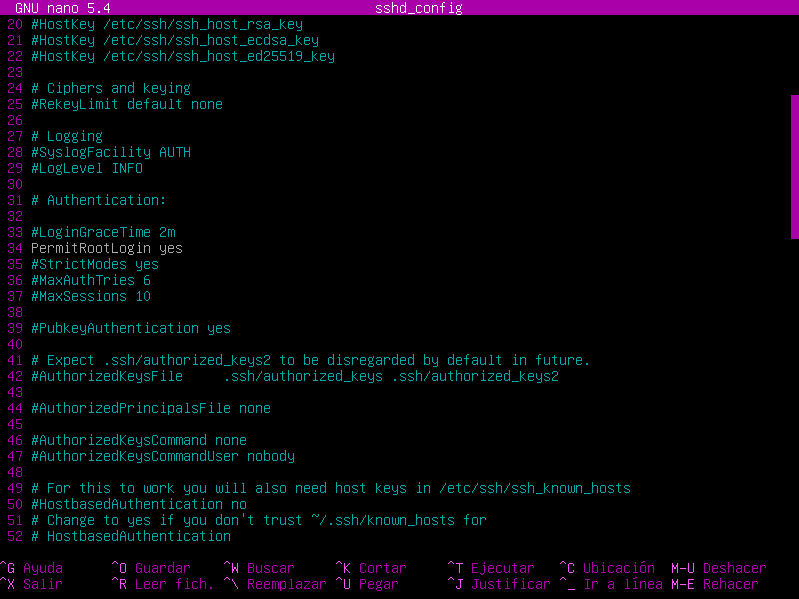 GNU nano 5.4 sshd_config
20 #HostKey /etc/ssh/ssh_host_rsa_key
21 #HostKey /etc/ssh/ssh_host_ecdsa_key
22 #HostKey /etc/ssh/ssh_host_ed25519_key
23
24 # Ciphers and keying
25 #RekeyLimit default none
26
27 # Logging
28 #SyslogFacility AUTH
29 #LogLevel INFO
30
31 # Authentication:
32
33 #LoginGraceTime 2m
34 PermitRootLogin yes
35 #StrictModes yes
36 #MaxAuthTries 6
37 #MaxSessions 10
38
39 #PubkeyAuthentication yes
40
41 # Expect .ssh/authorized_keys2 to be disregarded by default in future.
42 #AuthorizedKeysFile     .ssh/authorized_keys .ssh/authorized_keys2
43
44 #AuthorizedPrincipalsFile none
45
46 #AuthorizedKeysCommand none
47 #AuthorizedKeysCommandUser nobody
48
49 # For this to work you will also need host keys in /etc/ssh/ssh_known_hosts
50 #HostbasedAuthentication no
51 # Change to yes if you don't trust ~/.ssh/known_hosts for
52 # HostbasedAuthentication
^G Ayuda ^O Guardar ^W Buscar ^K Cortar ^T Ejecutar ^C Ubicación M-U Deshacer
^X Salir ^R Leer fich. ^\ Reemplazar ^U Pegar ^J Justificar ^_ Ir a línea M-E Rehacer